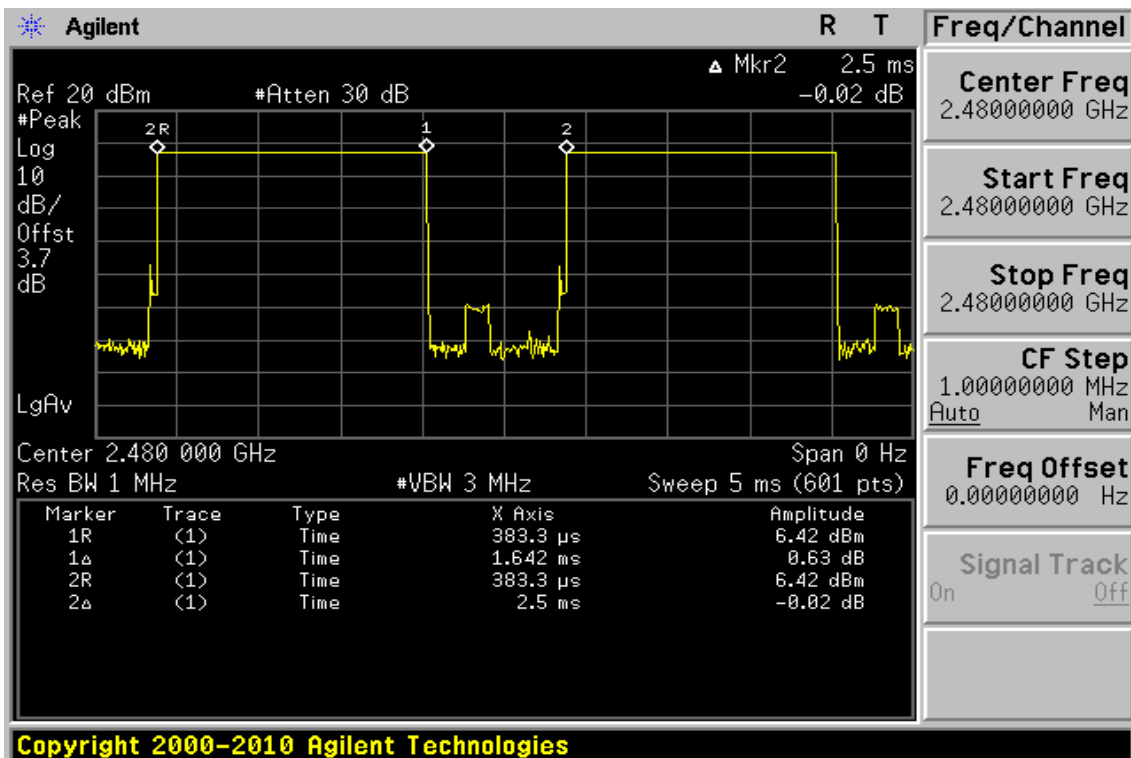 Agilent R T
Δ Mkr2 2.5 ms
Ref 20 dBm #Atten 30 dB -0.02 dB
#Peak
Log
10
dB/
Offst
3.7
dB
2R 1 2
LgAv
Center 2.480 000 GHz Span 0 Hz
Res BW 1 MHz #VBW 3 MHz Sweep 5 ms (601 pts)
Marker Trace Type X Axis Amplitude
1R (1) Time 383.3 µs 6.42 dBm
1Δ (1) Time 1.642 ms 0.63 dB
2R (1) Time 383.3 µs 6.42 dBm
2Δ (1) Time 2.5 ms -0.02 dB
Freq/Channel
Center Freq
2.48000000 GHz
Start Freq
2.48000000 GHz
Stop Freq
2.48000000 GHz
CF Step
1.00000000 MHz
Auto Man
Freq Offset
0.00000000 Hz
Signal Track
On Off
Copyright 2000-2010 Agilent Technologies